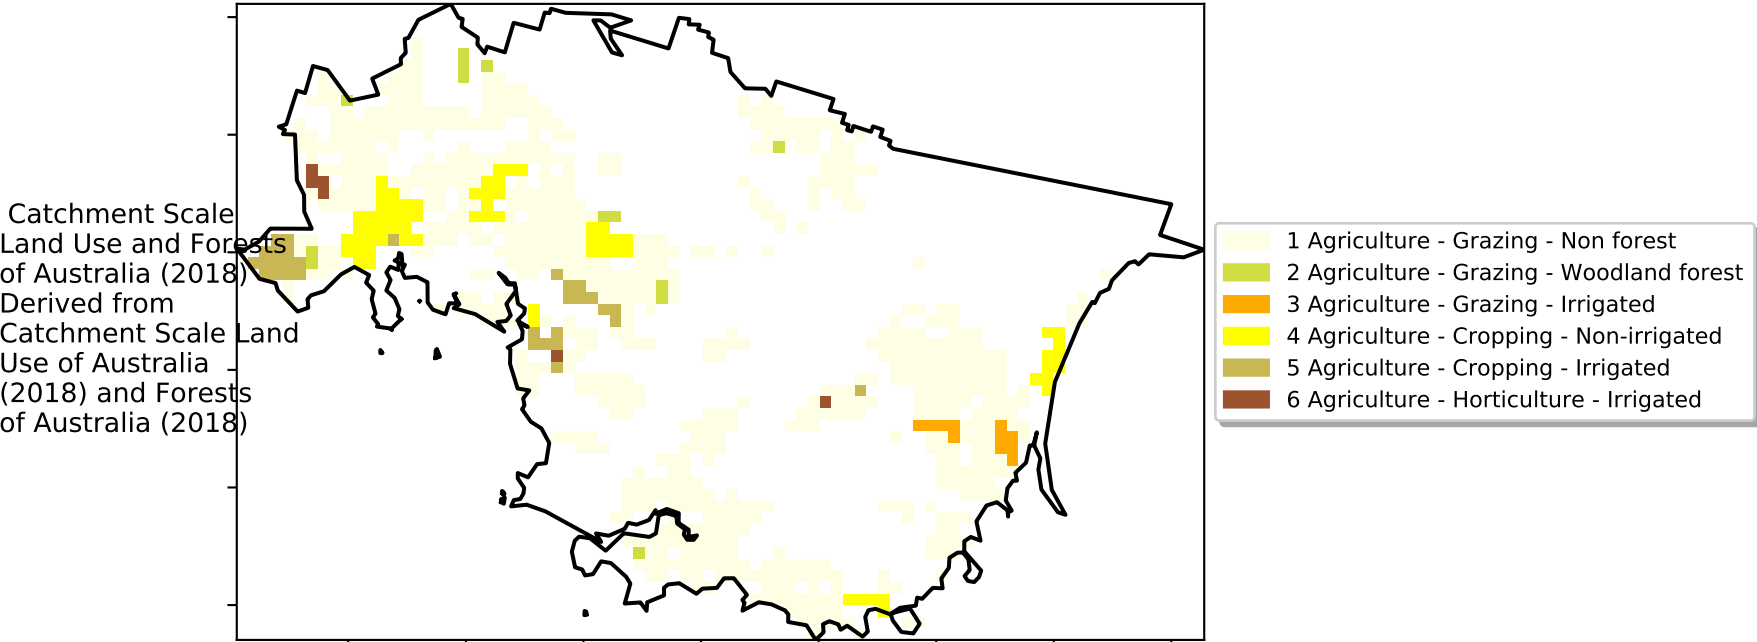 Catchment Scale
Land Use and Forests
of Australia (2018)
Derived from
Catchment Scale Land
Use of Australia
(2018) and Forests
of Australia (2018)
1 Agriculture - Grazing - Non forest
2 Agriculture - Grazing - Woodland forest
3 Agriculture - Grazing - Irrigated
4 Agriculture - Cropping - Non-irrigated
5 Agriculture - Cropping - Irrigated
6 Agriculture - Horticulture - Irrigated